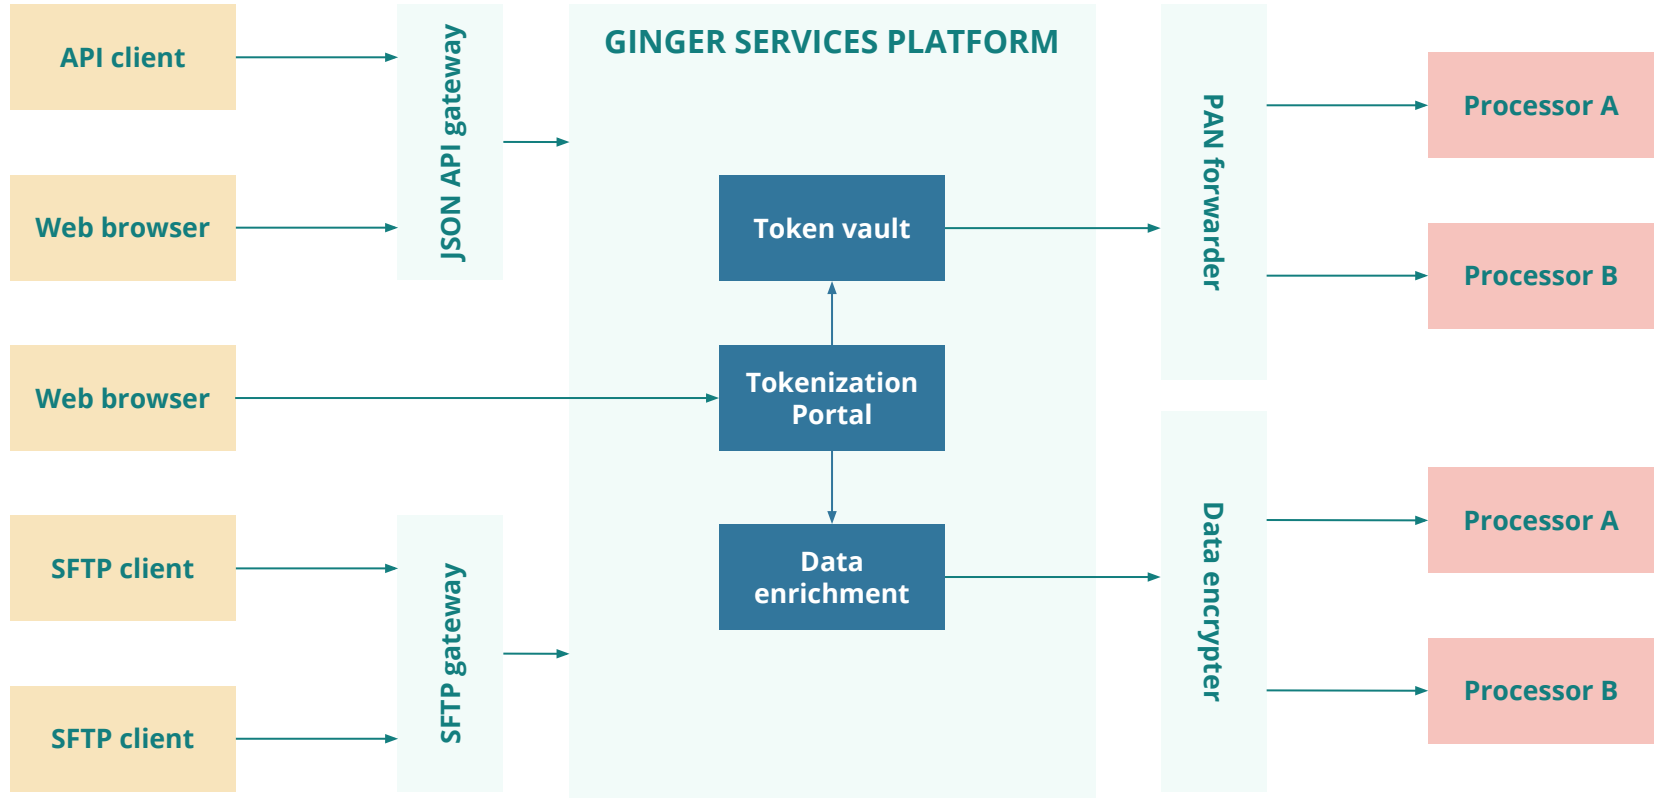 API client
Web browser
Web browser
SFTP client
SFTP client
JSON API gateway
SFTP gateway
GINGER SERVICES PLATFORM
Token vault
Tokenization
Portal
Data
enrichment
PAN forwarder
Data encrypter
Processor A
Processor B
Processor A
Processor B